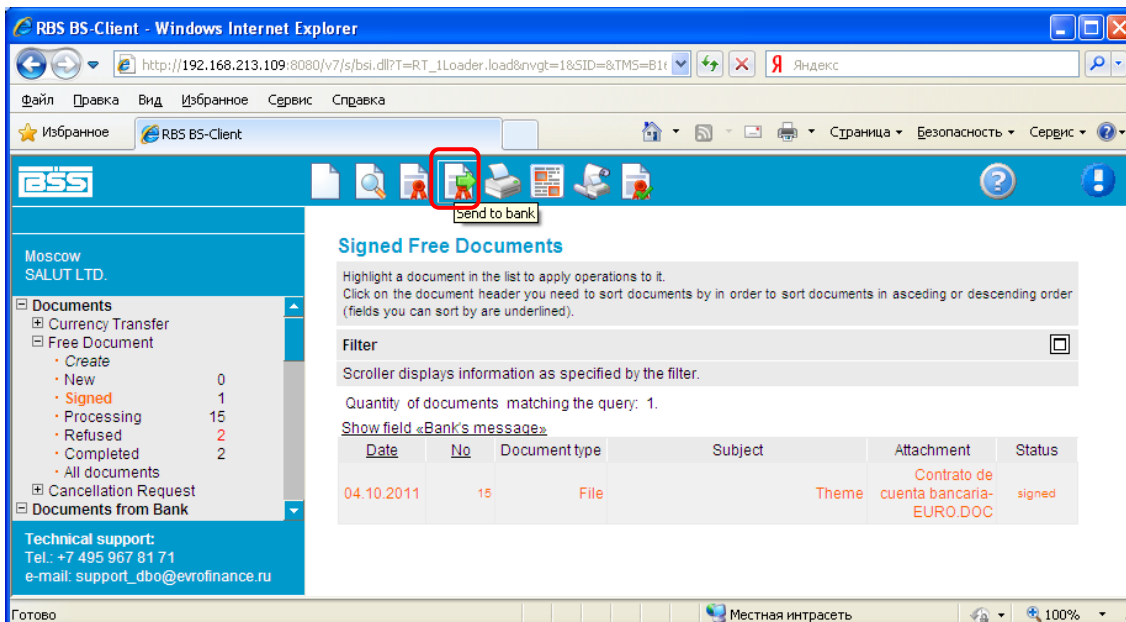 RBS BS-Client - Windows Internet Explorer
http://192.168.213.109:8080/v7/s/bsi.dll?T=RT_1Loader.load&nvgt=1&SID=&TMS=B1
Яндекс
Файл Правка Вид Избранное Сервис Справка
Избранное RBS BS-Client Страница Безопасность Сервис
BSS
Send to bank
Moscow
SALUT LTD.
Documents
Currency Transfer
Free Document
Create
New 0
Signed 1
Processing 15
Refused 2
Completed 2
All documents
Cancellation Request
Documents from Bank
Technical support:
Tel.: +7 495 967 81 71
e-mail: support_dbo@evrofinance.ru
Signed Free Documents
Highlight a document in the list to apply operations to it.
Click on the document header you need to sort documents by in order to sort documents in asceding or descending order
(fields you can sort by are underlined).
Filter
Scroller displays information as specified by the filter.
Quantity of documents matching the query: 1.
Show field «Bank's message»
Date No Document type Subject Attachment Status
04.10.2011 15 File Theme Contrato de
cuenta bancaria-
EURO.DOC signed
Готово Местная интрасеть 100%